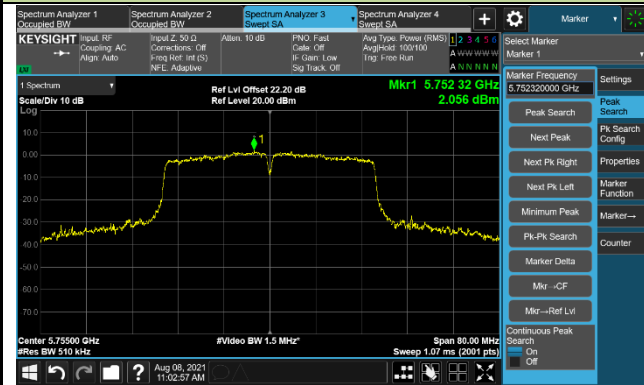 Spectrum Analyzer 1
Occupied BW
Spectrum Analyzer 2
Occupied BW
Spectrum Analyzer 3
Swept SA
Spectrum Analyzer 4
Swept SA
+
Marker
KEYSIGHT
Input: RF
Coupling: AC
Align: Auto
Input Z: 50 Ω
Corrections: Off
Freq Ref: Int (S)
NFE: Adaptive
Atten: 10 dB
PNO: Fast
Gate: Off
IF Gain: Low
Sig Track: Off
Avg Type: Power (RMS)
Avg|Hold: 100/100
Trig: Free Run
1 2 3 4 5 6
A W W W W W
A N N N N N
Select Marker
Marker 1
1 Spectrum
Scale/Div 10 dB
Log
Ref Lvl Offset 22.20 dB
Ref Level 20.00 dBm
Mkr1 5.752 32 GHz
2.056 dBm
1
10.0
0.00
-10.0
-20.0
-30.0
-40.0
-50.0
-60.0
-70.0
Center 5.75500 GHz
#Res BW 510 kHz
#Video BW 1.5 MHz*
Span 80.00 MHz
Sweep 1.07 ms (2001 pts)
Marker Frequency
5.752320000 GHz
Peak Search
Next Peak
Next Pk Right
Next Pk Left
Minimum Peak
Pk-Pk Search
Marker Delta
Mkr→CF
Mkr→Ref Lvl
Continuous Peak
Search
On
Off
Settings
Peak
Search
Pk Search
Config
Properties
Marker
Function
Marker→
Counter
?
Aug 08, 2021
11:02:57 AM